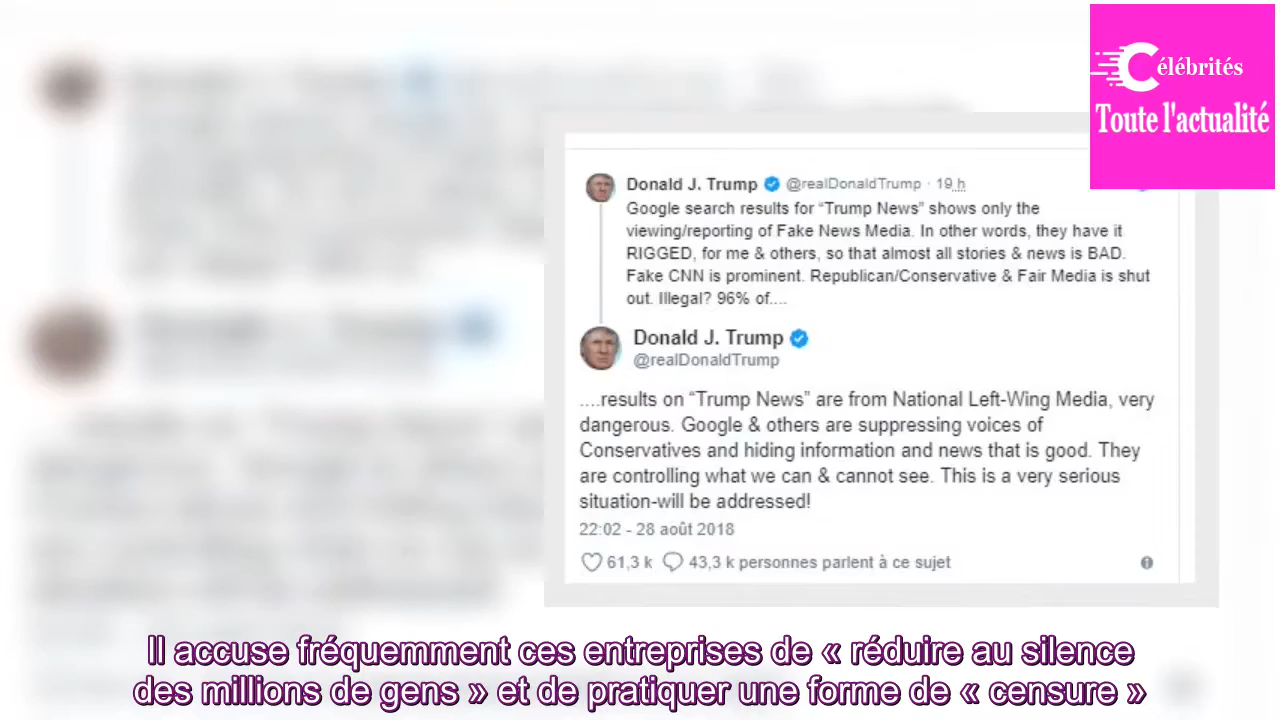 Célébrités
Toute l'actualité
Donald J. Trump @realDonaldTrump · 19 h
Google search results for “Trump News” shows only the
viewing/reporting of Fake News Media. In other words, they have it
RIGGED, for me & others, so that almost all stories & news is BAD.
Fake CNN is prominent. Republican/Conservative & Fair Media is shut
out. Illegal? 96% of....
Donald J. Trump
@realDonaldTrump
....results on “Trump News” are from National Left-Wing Media, very
dangerous. Google & others are suppressing voices of
Conservatives and hiding information and news that is good. They
are controlling what we can & cannot see. This is a very serious
situation-will be addressed!
22:02 - 28 août 2018
61,3 k 43,3 k personnes parlent à ce sujet
Il accuse fréquemment ces entreprises de « réduire au silence
des millions de gens » et de pratiquer une forme de « censure »